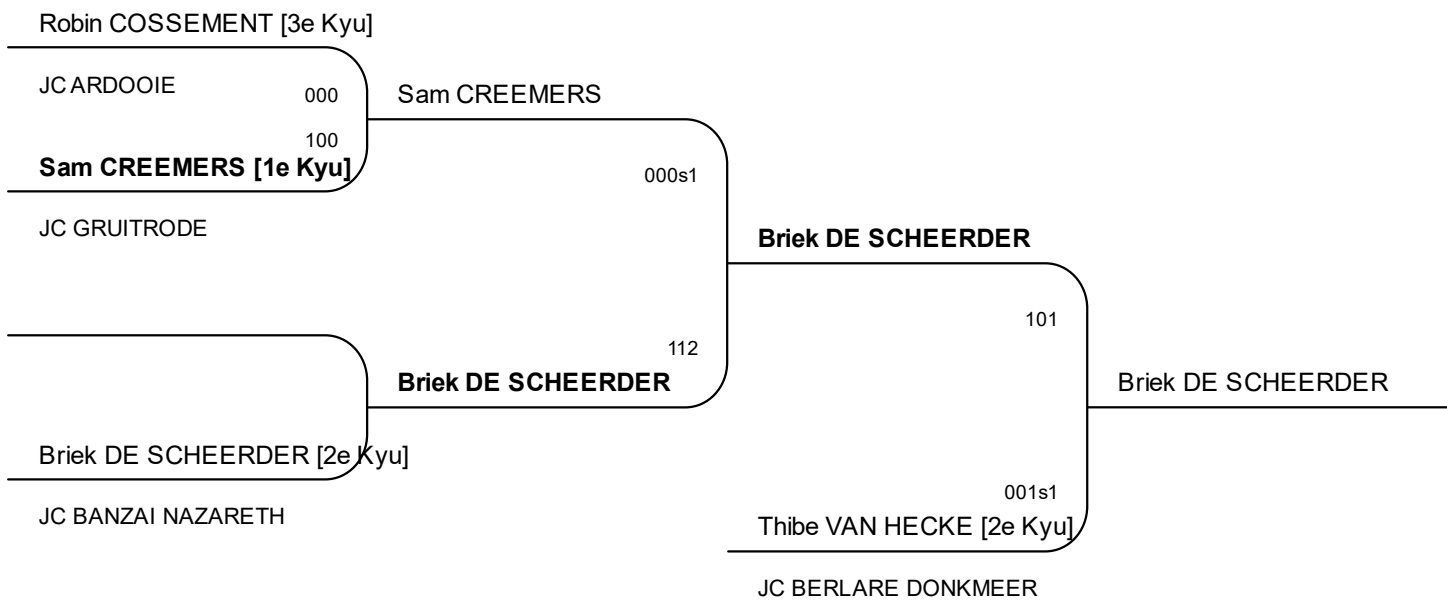 Robin COSSEMENT [3e Kyu]
JC ARDOOIE
000
Sam CREEMERS
100
Sam CREEMERS [1e Kyu]
000s1
JC GRUITRODE
Briek DE SCHEERDER
101
112
Briek DE SCHEERDER
Briek DE SCHEERDER
Briek DE SCHEERDER [2e Kyu]
001s1
JC BANZAI NAZARETH
Thibe VAN HECKE [2e Kyu]
JC BERLARE DONKMEER